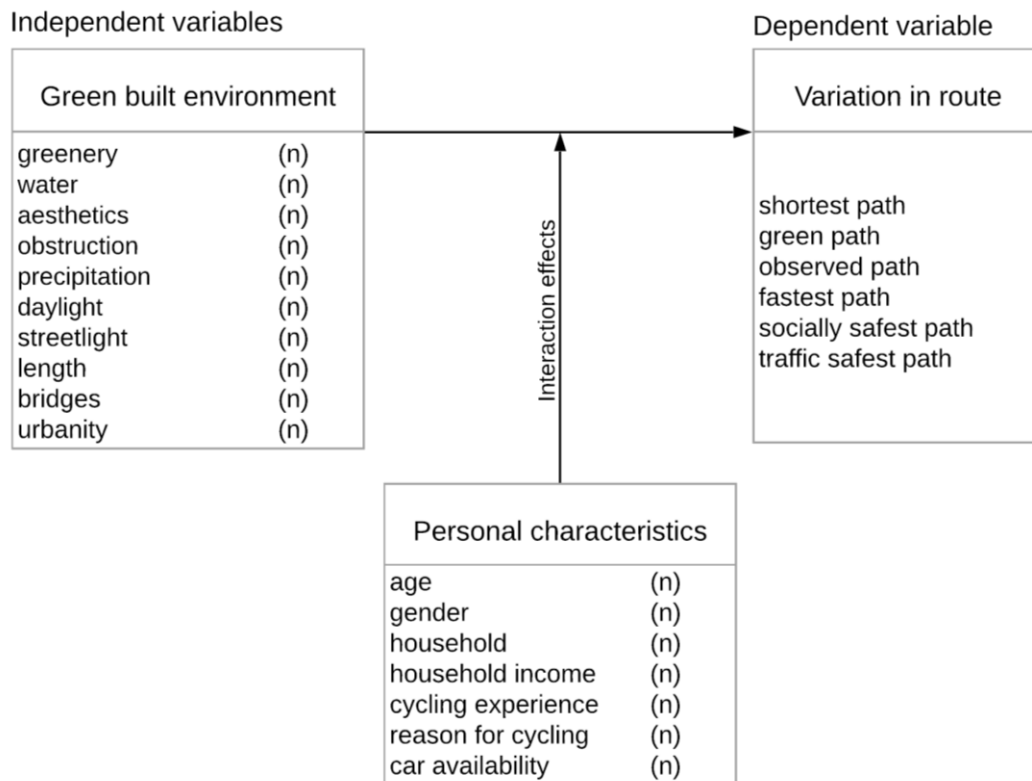 Independent variables
Green built environment
greenery (n)
water (n)
aesthetics (n)
obstruction (n)
precipitation (n)
daylight (n)
streetlight (n)
length (n)
bridges (n)
urbanity (n)
Dependent variable
Variation in route
shortest path
green path
observed path
fastest path
socially safest path
traffic safest path
Interaction effects
Personal characteristics
age (n)
gender (n)
household (n)
household income (n)
cycling experience (n)
reason for cycling (n)
car availability (n)